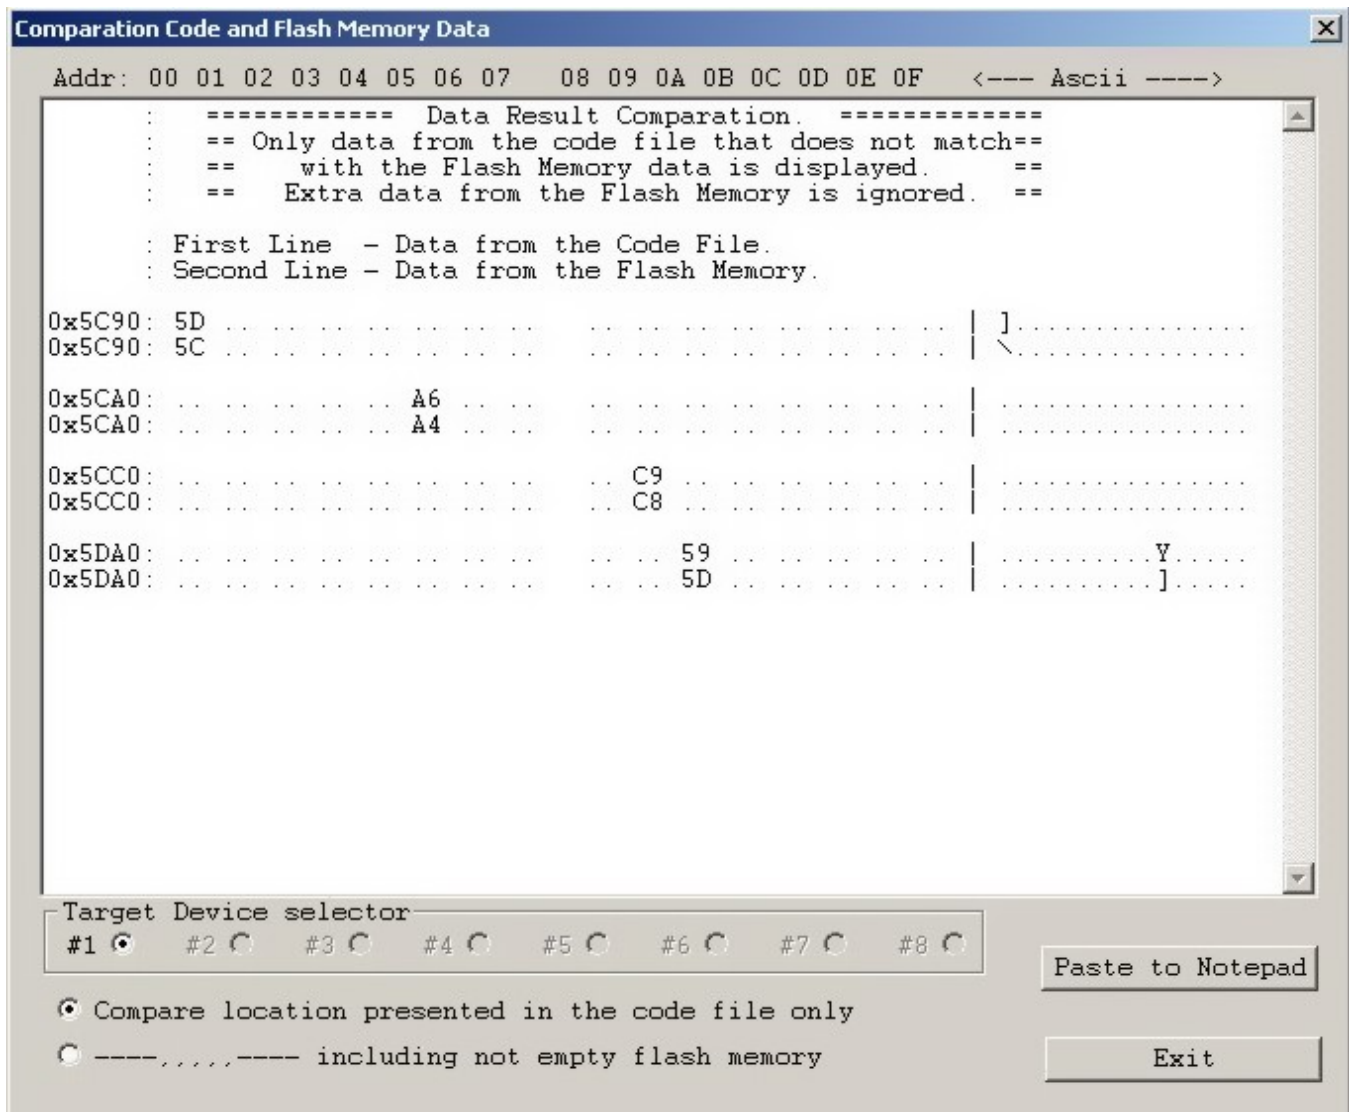 Comparation Code and Flash Memory Data
Addr: 00 01 02 03 04 05 06 07 08 09 0A 0B 0C 0D 0E 0F <--- Ascii ---->
: ============ Data Result Comparation. =============
: == Only data from the code file that does not match==
: == with the Flash Memory data is displayed. ==
: == Extra data from the Flash Memory is ignored. ==
: First Line - Data from the Code File.
: Second Line - Data from the Flash Memory.
0x5C90: 5D .. .. .. .. .. .. .. .. .. .. .. .. .. .. .. | ]...............
0x5C90: 5C .. .. .. .. .. .. .. .. .. .. .. .. .. .. .. | \...............
0x5CA0: .. .. .. .. .. A6 .. .. .. .. .. .. .. .. .. .. | ................
0x5CA0: .. .. .. .. .. A4 .. .. .. .. .. .. .. .. .. .. | ................
0x5CC0: .. .. .. .. .. .. .. .. .. C9 .. .. .. .. .. .. | ................
0x5CC0: .. .. .. .. .. .. .. .. .. C8 .. .. .. .. .. .. | ................
0x5DA0: .. .. .. .. .. .. .. .. .. .. 59 .. .. .. .. .. | ..........Y.....
0x5DA0: .. .. .. .. .. .. .. .. .. .. 5D .. .. .. .. .. | ..........].....
Target Device selector
#1 #2 #3 #4 #5 #6 #7 #8
Paste to Notepad
Compare location presented in the code file only
----,,,,,---- including not empty flash memory
Exit